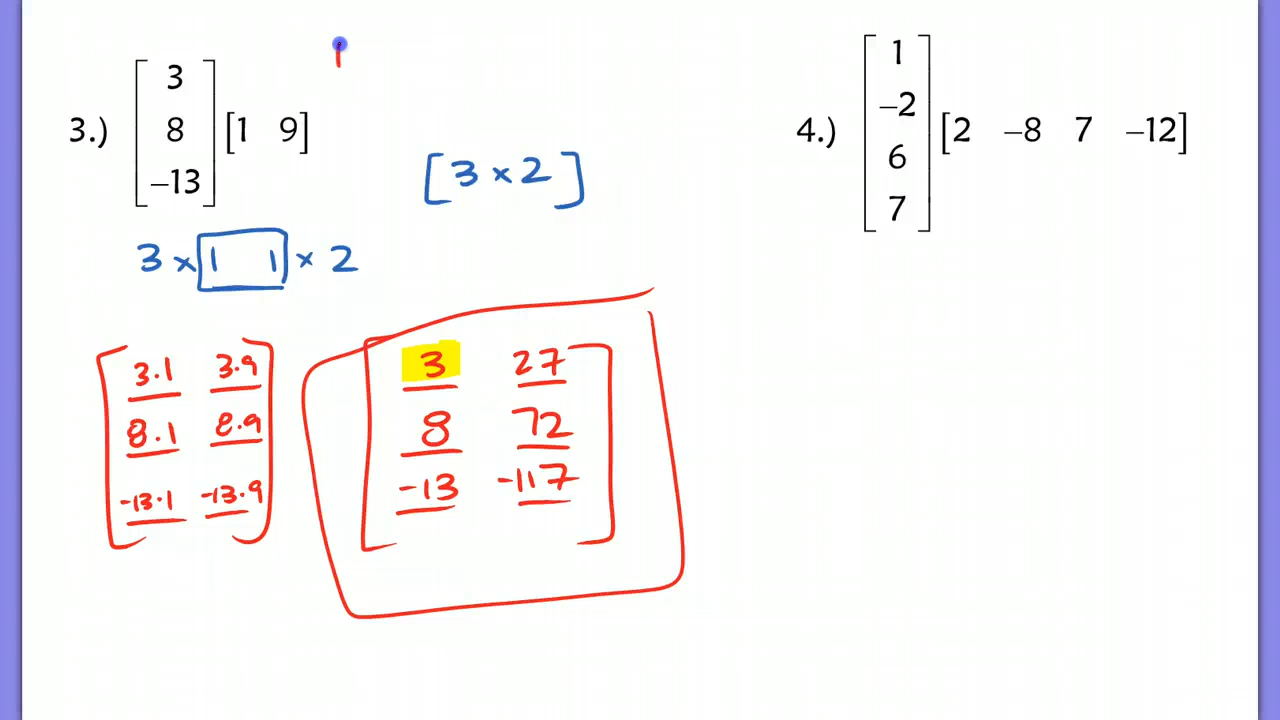 3.) [3 8 −13] [1 9]
[3 × 2]
3 × 1 1 × 2
3·1 3·9
8·1 8·9
-13·1 -13·9
3 27
8 72
-13 -117
4.) [1 −2 6 7] [2 −8 7 −12]